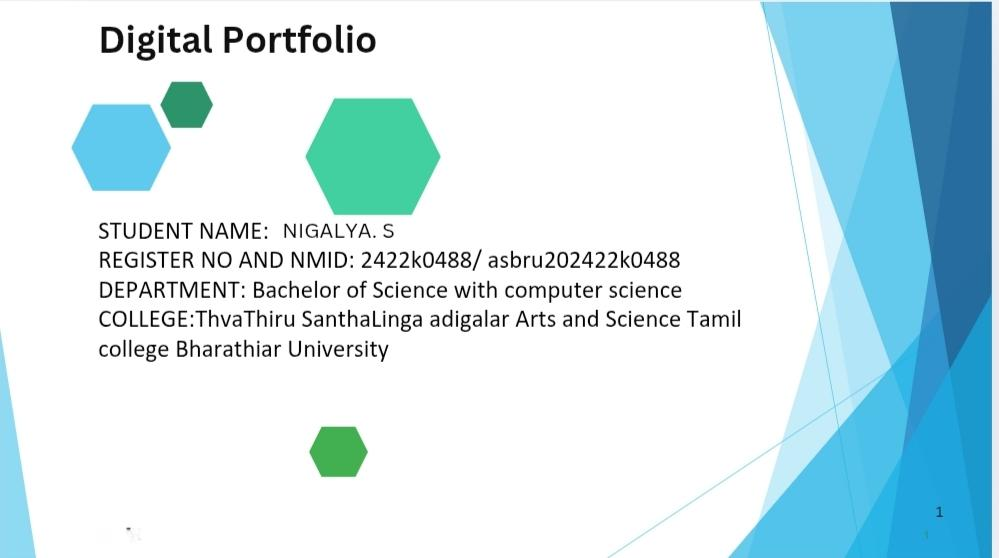 Digital Portfolio
STUDENT NAME: NIGALYA. S
REGISTER NO AND NMID: 2422k0488/ asbru202422k0488
DEPARTMENT: Bachelor of Science with computer science
COLLEGE:ThvaThiru SanthaLinga adigalar Arts and Science Tamil
college Bharathiar University
1
1